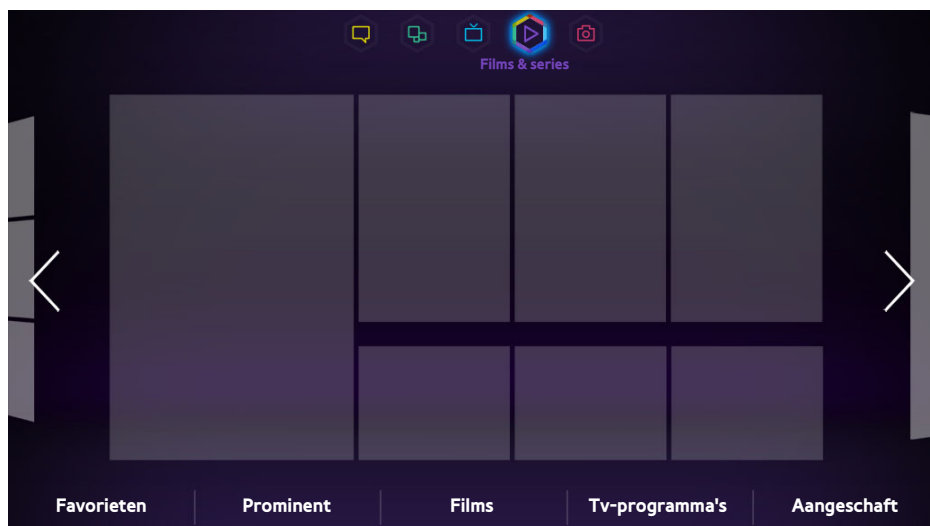 Films & series
Favorieten Prominent Films Tv-programma's Aangeschaft